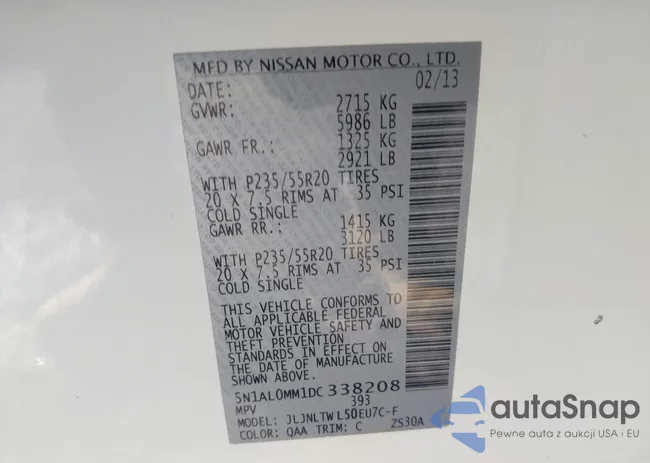 MFD BY NISSAN MOTOR CO., LTD.
DATE: 02/13
GVWR: 2715 KG
5986 LB
GAWR FR.: 1325 KG
2921 LB
WITH P235/55R20 TIRES
20 X 7.5 RIMS AT 35 PSI
COLD SINGLE
GAWR RR.: 1415 KG
3120 LB
WITH P235/55R20 TIRES
20 X 7.5 RIMS AT 35 PSI
COLD SINGLE
THIS VEHICLE CONFORMS TO
ALL APPLICABLE FEDERAL
MOTOR VEHICLE SAFETY AND
THEFT PREVENTION
STANDARDS IN EFFECT ON
THE DATE OF MANUFACTURE
SHOWN ABOVE.
5N1AL0MM1DC338208
MPV 393
MODEL: JLJNLTWL50EU7C-F
COLOR: QAA TRIM: C ZS30A
autoSnap
Pewne auta z aukcji USA i EU